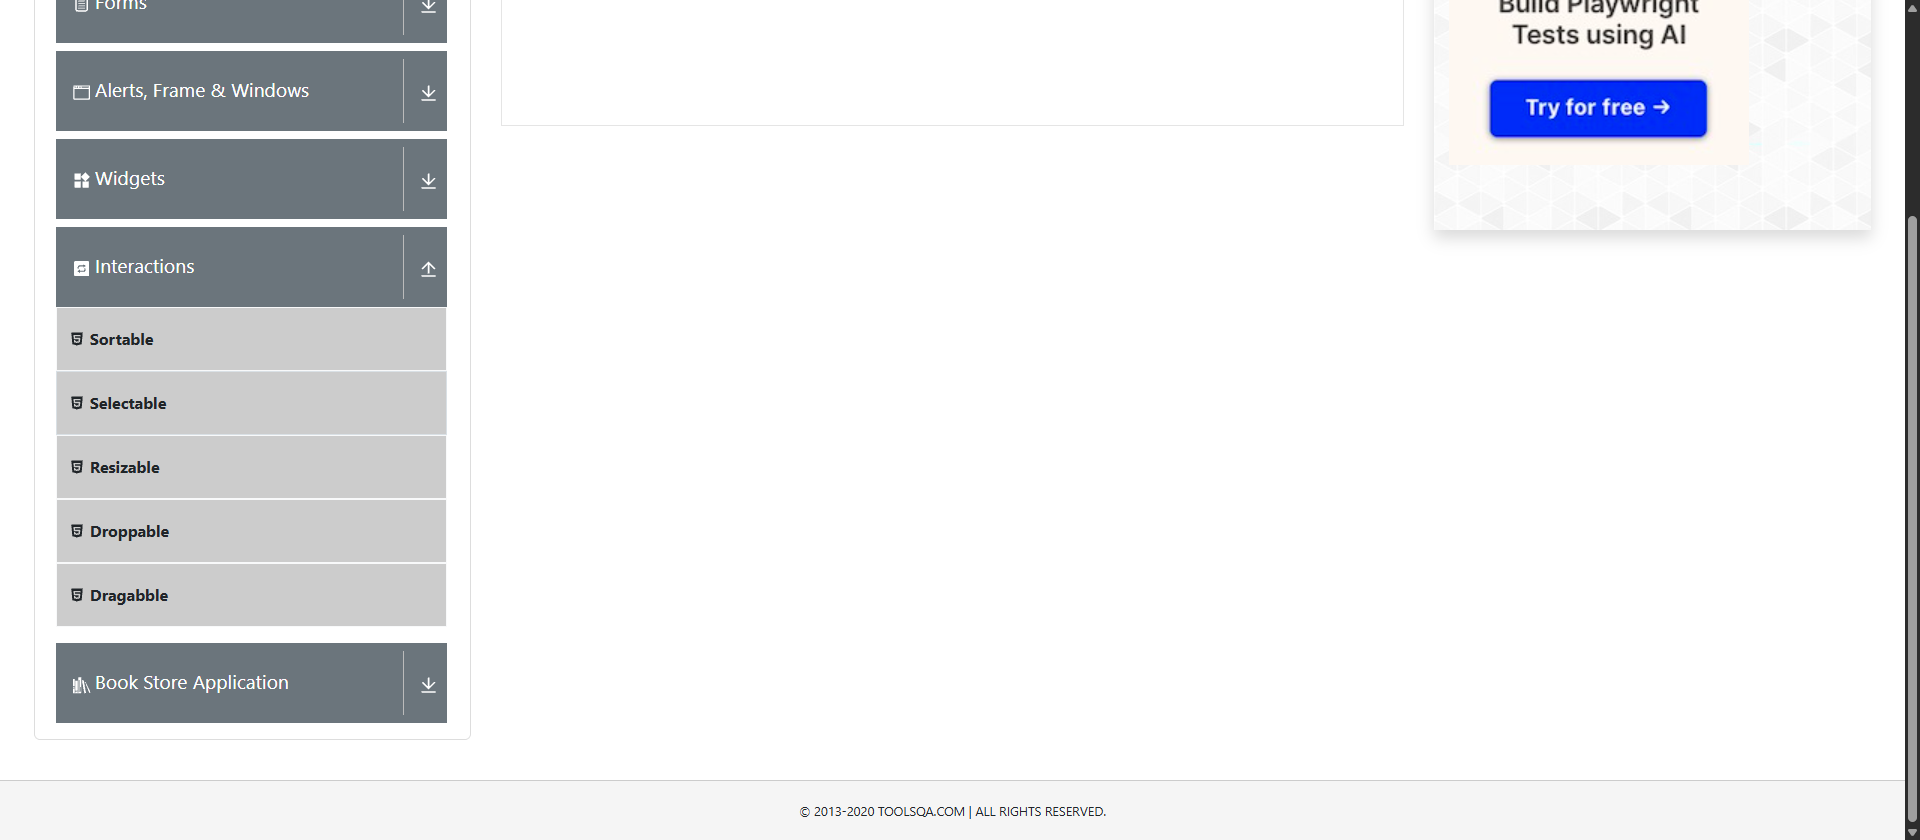 Forms
Alerts, Frame & Windows
Widgets
Interactions
Sortable
Selectable
Resizable
Droppable
Dragabble
Book Store Application
Build Playwright
Tests using AI
Try for free →
© 2013-2020 TOOLSQA.COM | ALL RIGHTS RESERVED.